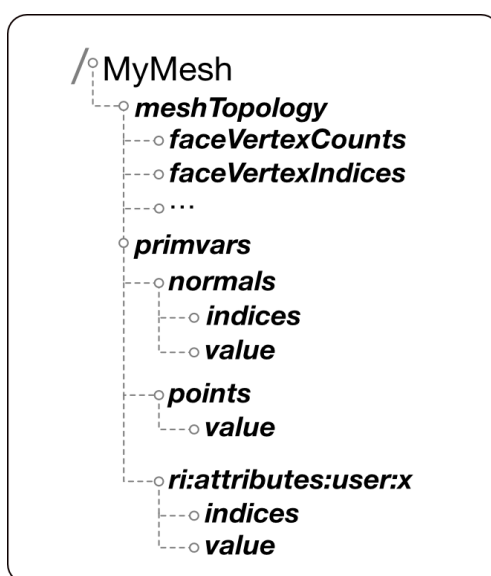 / MyMesh
meshTopology
faceVertexCounts
faceVertexIndices
...
primvars
normals
indices
value
points
value
ri:attributes:user:x
indices
value